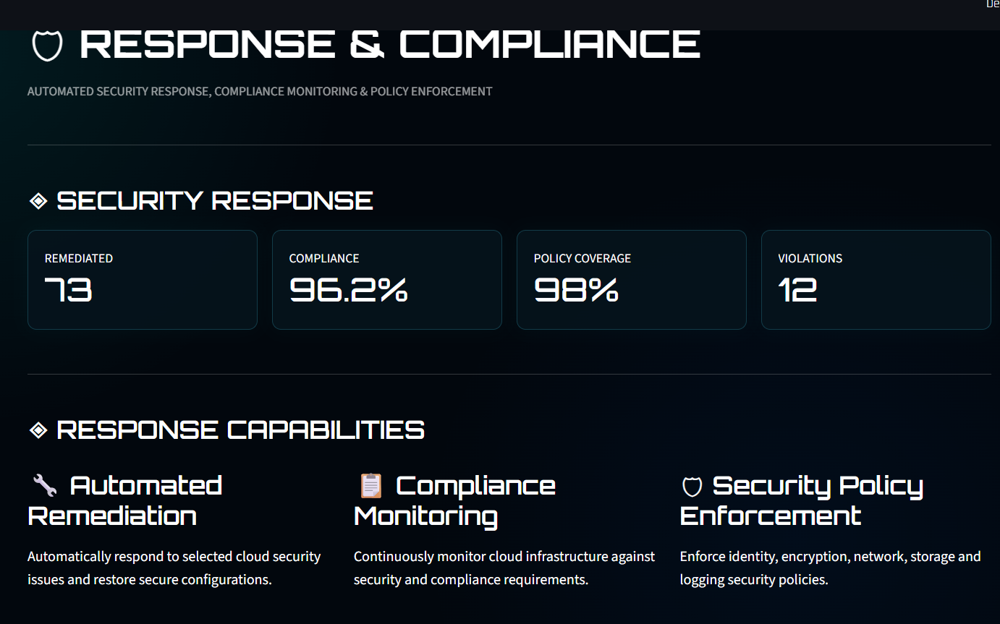 De
RESPONSE & COMPLIANCE
AUTOMATED SECURITY RESPONSE, COMPLIANCE MONITORING & POLICY ENFORCEMENT
SECURITY RESPONSE
REMEDIATED
73
COMPLIANCE
96.2%
POLICY COVERAGE
98%
VIOLATIONS
12
RESPONSE CAPABILITIES
Automated
Remediation
Automatically respond to selected cloud security
issues and restore secure configurations.
Compliance
Monitoring
Continuously monitor cloud infrastructure against
security and compliance requirements.
Security Policy
Enforcement
Enforce identity, encryption, network, storage and
logging security policies.